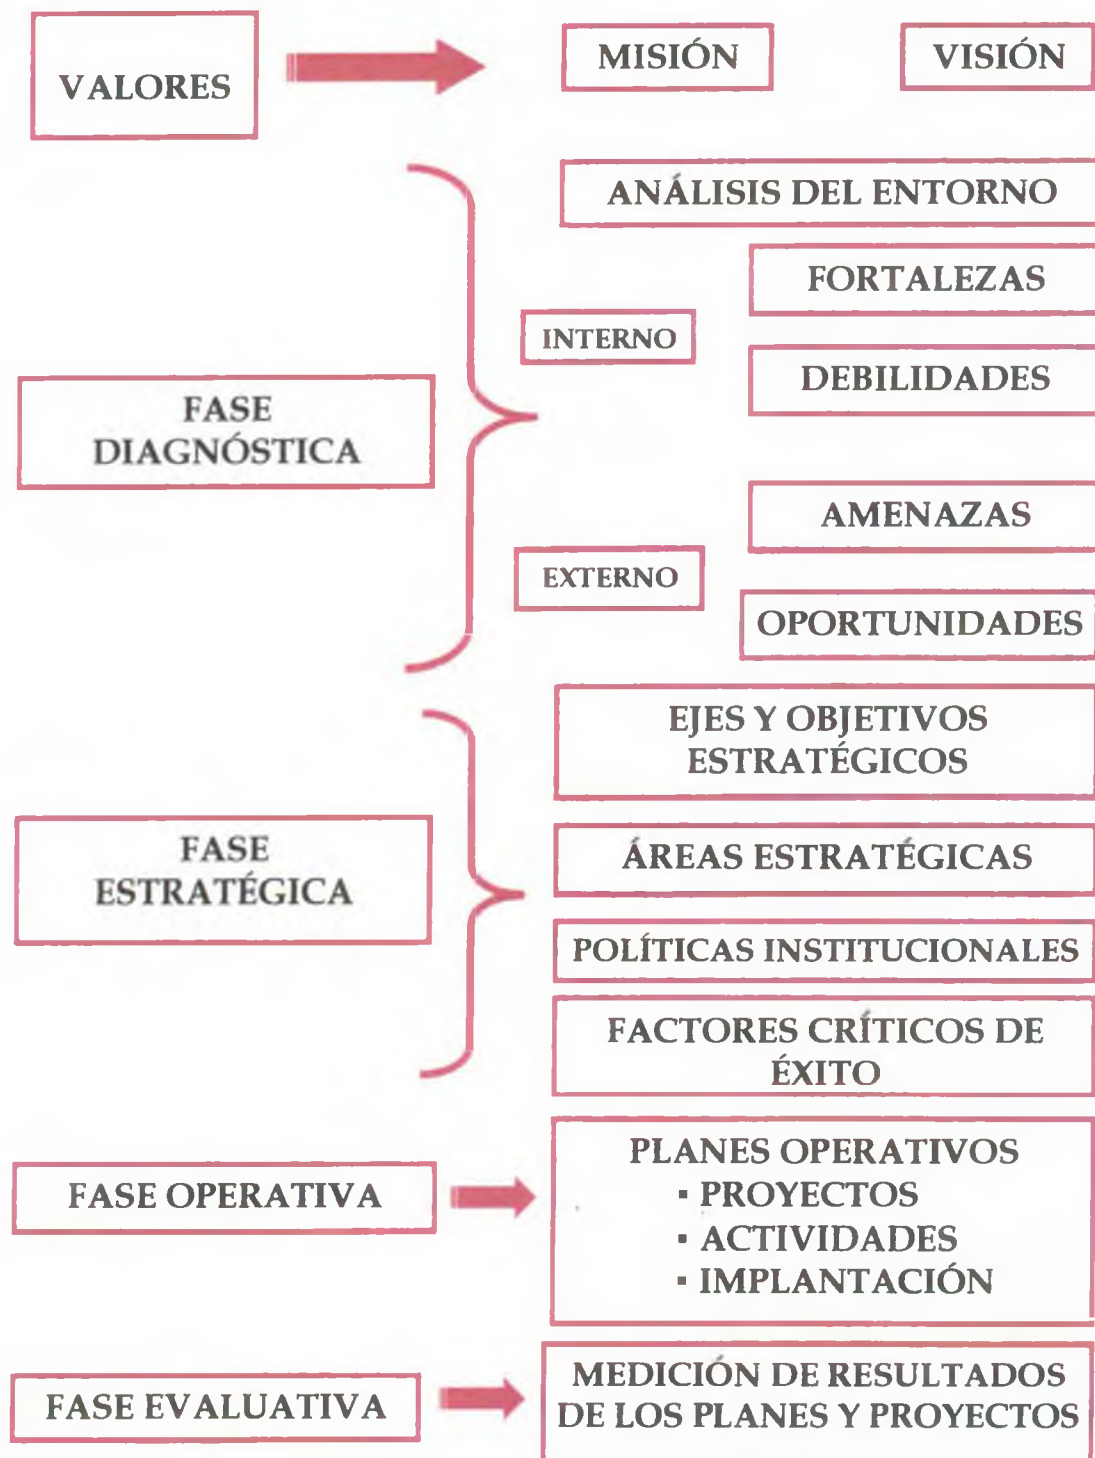 VALORES
MISIÓN
VISIÓN
ANÁLISIS DEL ENTORNO
FASE
DIAGNÓSTICA
INTERNO
FORTALEZAS
DEBILIDADES
EXTERNO
AMENAZAS
OPORTUNIDADES
FASE
ESTRATÉGICA
EJES Y OBJETIVOS
ESTRATÉGICOS
ÁREAS ESTRATÉGICAS
POLÍTICAS INSTITUCIONALES
FACTORES CRÍTICOS DE
ÉXITO
FASE OPERATIVA
PLANES OPERATIVOS
▪ PROYECTOS
▪ ACTIVIDADES
▪ IMPLANTACIÓN
FASE EVALUATIVA
MEDICIÓN DE RESULTADOS
DE LOS PLANES Y PROYECTOS